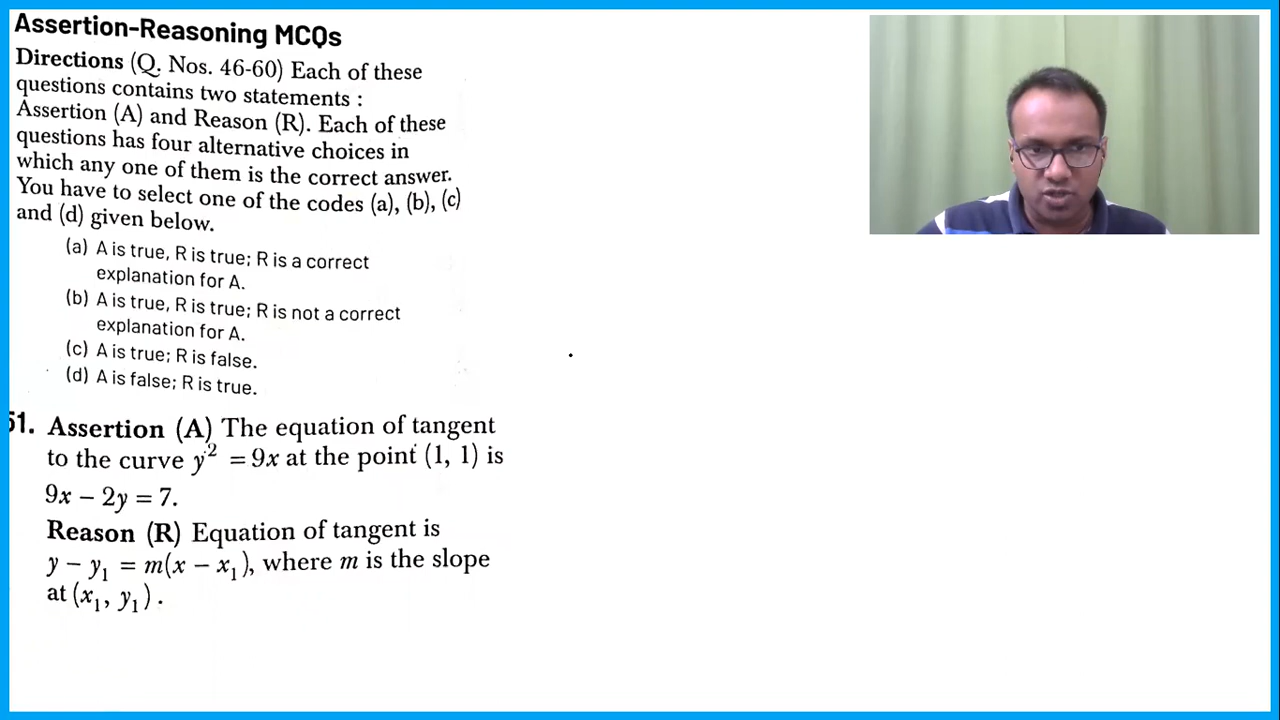 Assertion-Reasoning MCQs
Directions (Q. Nos. 46-60) Each of these
questions contains two statements :
Assertion (A) and Reason (R). Each of these
questions has four alternative choices in
which any one of them is the correct answer.
You have to select one of the codes (a), (b), (c)
and (d) given below.
(a) A is true, R is true; R is a correct
explanation for A.
(b) A is true, R is true; R is not a correct
explanation for A.
(c) A is true; R is false.
(d) A is false; R is true.
51. Assertion (A) The equation of tangent
to the curve y² = 9x at the point (1, 1) is
9x – 2y = 7.
Reason (R) Equation of tangent is
y – y₁ = m(x – x₁), where m is the slope
at (x₁, y₁).